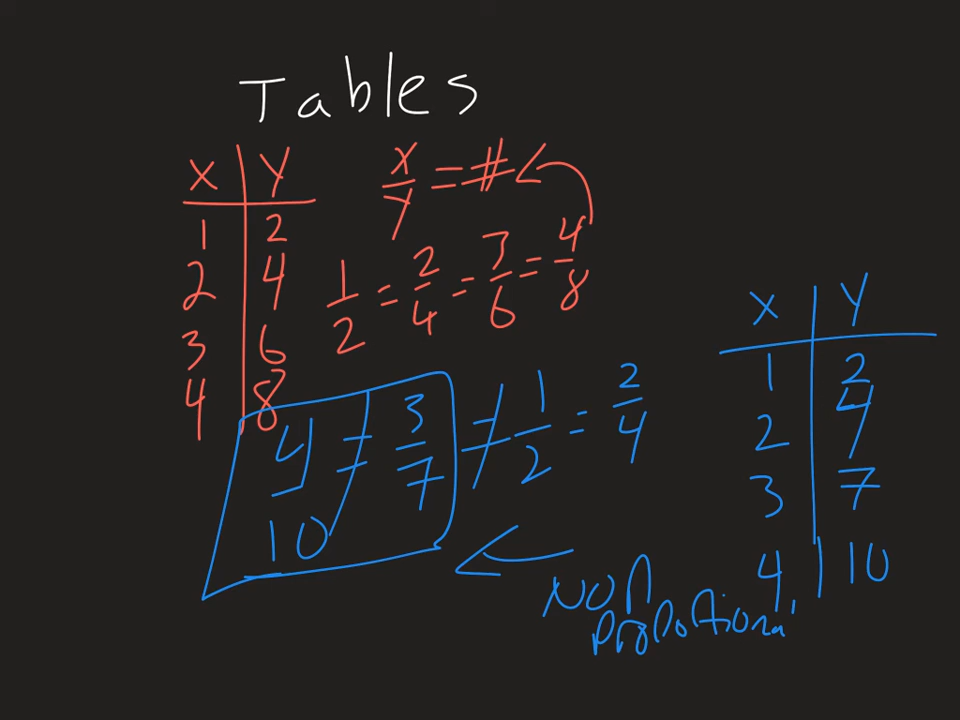 Tables
X Y
1 2
2 4
3 6
4 8
X/Y = #
1/2 = 2/4 = 3/6 = 4/8
X Y
1 2
2 4
3 7
4 10
4/10 ≠ 3/7 ≠ 1/2 = 2/4
Non
proportional